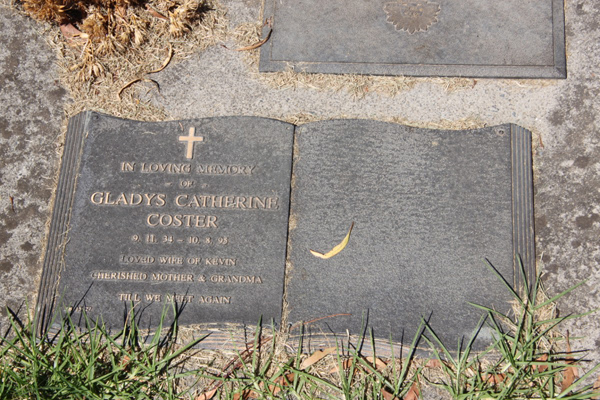 IN LOVING MEMORY
OF
GLADYS CATHERINE
COSTER
9. 11. 34 - 10. 8. 95
LOVED WIFE OF KEVIN
CHERISHED MOTHER & GRANDMA
TILL WE MEET AGAIN